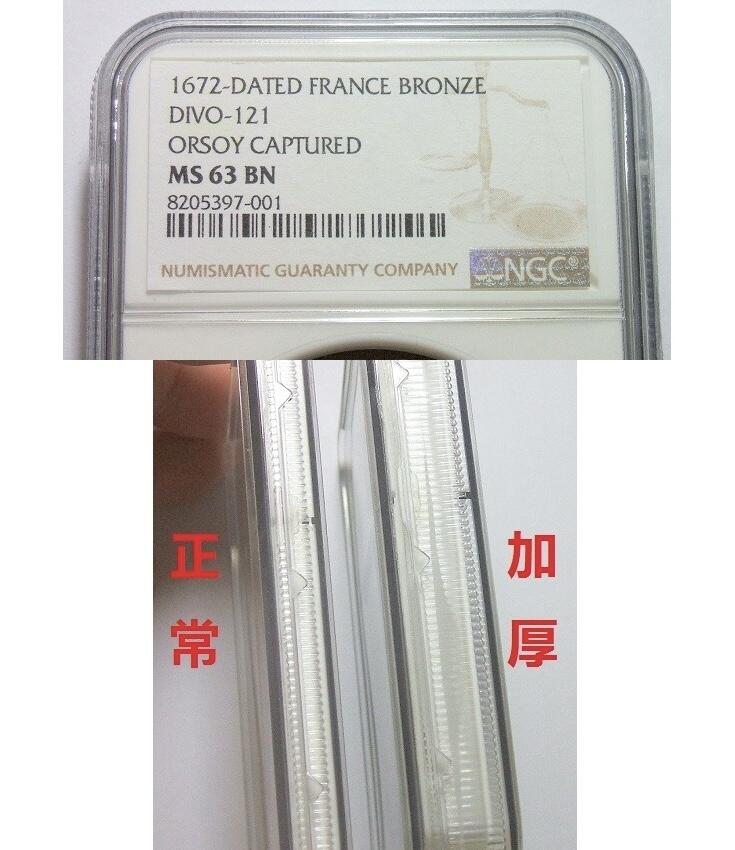 1672-DATED FRANCE BRONZE
DIVO-121
ORSOY CAPTURED
MS 63 BN
8205397-001
NUMISMATIC GUARANTY COMPANY NGC®
正常
加厚